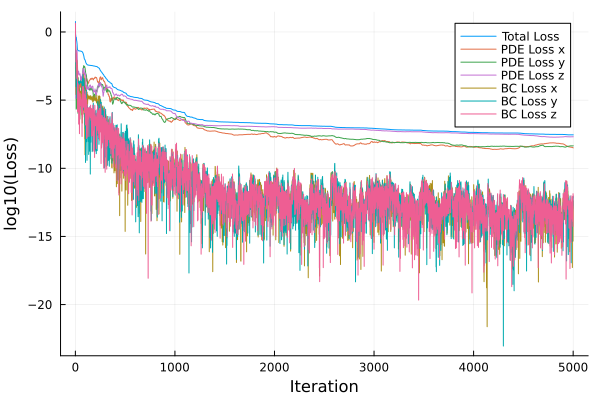 Total Loss
PDE Loss x
PDE Loss y
PDE Loss z
BC Loss x
BC Loss y
BC Loss z
log10(Loss)
0
−5
−10
−15
−20
0 1000 2000 3000 4000 5000
Iteration